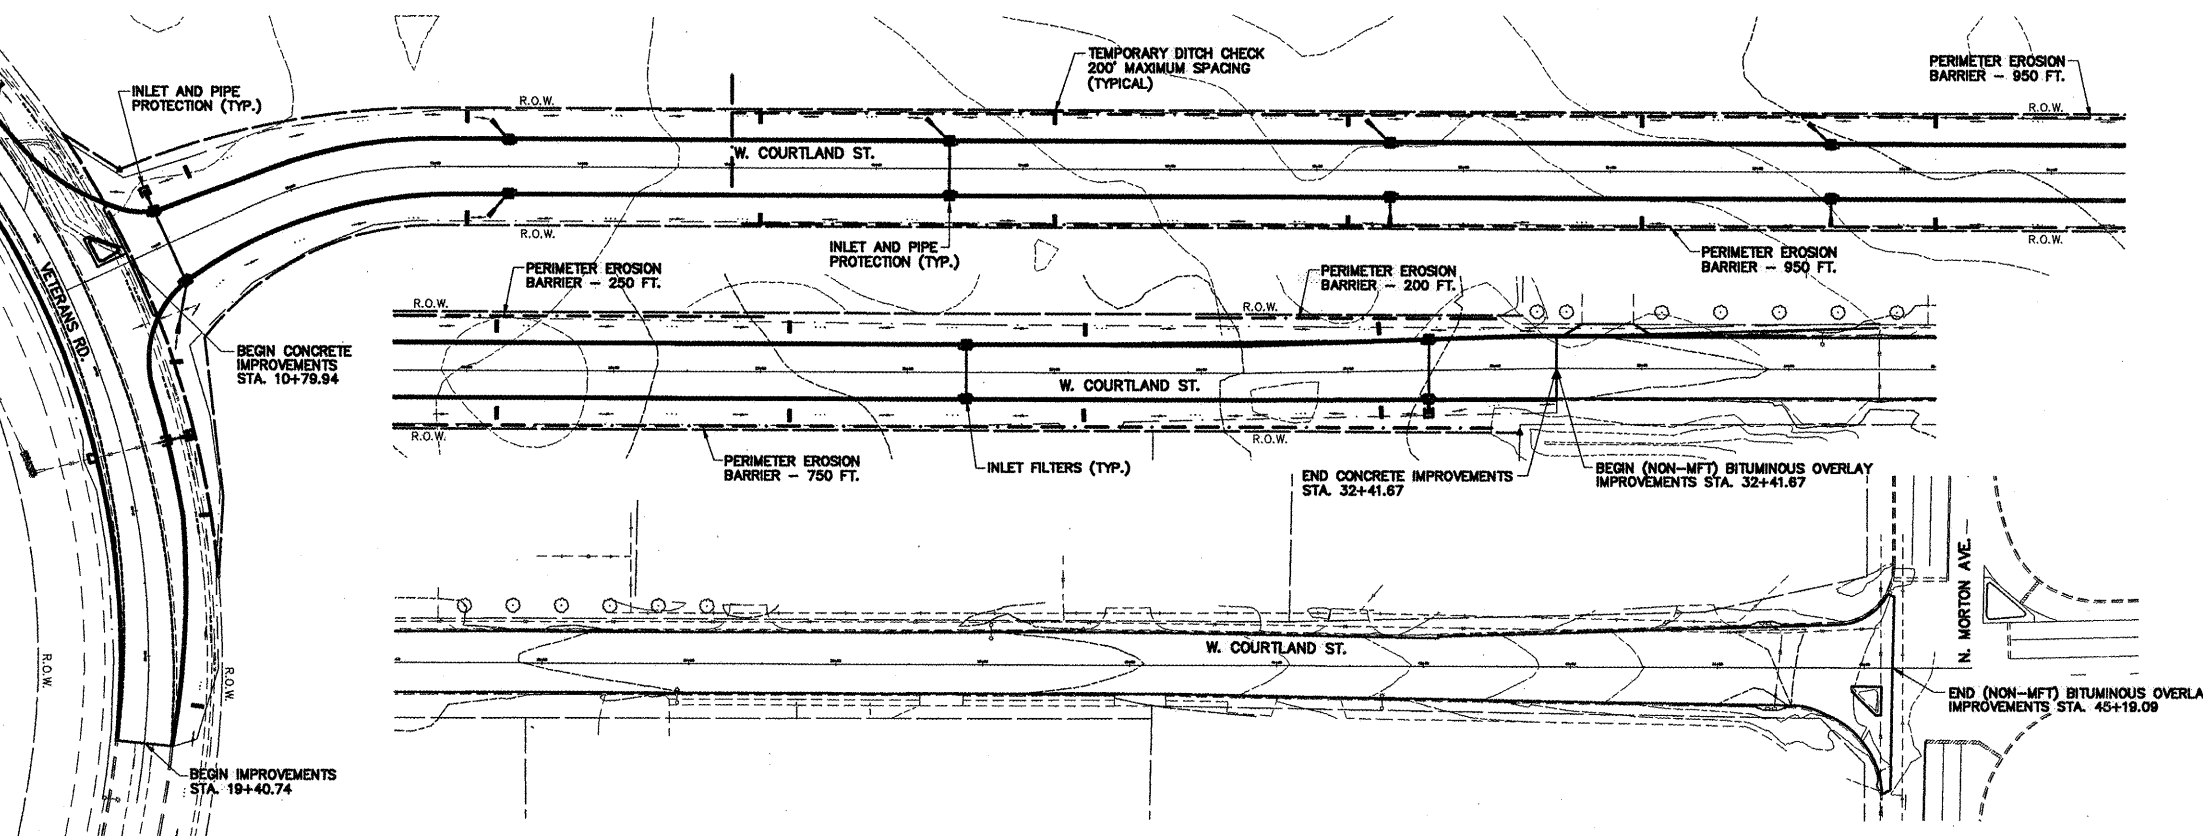 TEMPORARY DITCH CHECK
200' MAXIMUM SPACING
(TYPICAL)
PERIMETER EROSION
BARRIER - 950 FT.
INLET AND PIPE
PROTECTION (TYP.)
R.O.W.
R.O.W.
W. COURTLAND ST.
R.O.W.
R.O.W.
INLET AND PIPE
PROTECTION (TYP.)
PERIMETER EROSION
BARRIER - 950 FT.
VETERANS RD.
PERIMETER EROSION
BARRIER - 250 FT.
PERIMETER EROSION
BARRIER - 200 FT.
R.O.W.
R.O.W.
BEGIN CONCRETE
IMPROVEMENTS
STA. 10+79.94
W. COURTLAND ST.
R.O.W.
R.O.W.
PERIMETER EROSION
BARRIER - 750 FT.
INLET FILTERS (TYP.)
END CONCRETE IMPROVEMENTS
STA. 32+41.67
BEGIN (NON-MFT) BITUMINOUS OVERLAY
IMPROVEMENTS STA. 32+41.67
N. MORTON AVE.
W. COURTLAND ST.
R.O.W.
R.O.W.
END (NON-MFT) BITUMINOUS OVERLA
IMPROVEMENTS STA. 45+19.09
BEGIN IMPROVEMENTS
STA. 19+40.74